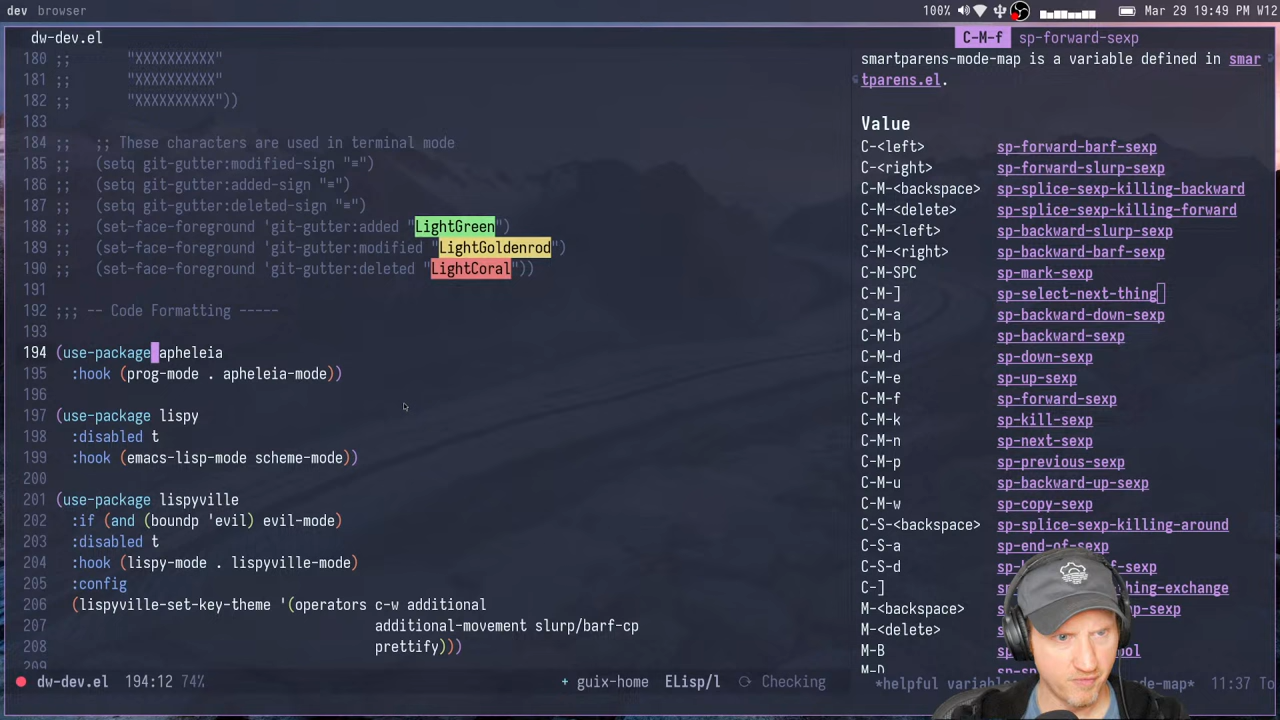 dev browser
100% Mar 29 19:49 PM W12
dw-dev.el
180 ;; "XXXXXXXXXX"
181 ;; "XXXXXXXXXX"
182 ;; "XXXXXXXXXX"))
183
184 ;; ;; These characters are used in terminal mode
185 ;; (setq git-gutter:modified-sign "≡")
186 ;; (setq git-gutter:added-sign "≡")
187 ;; (setq git-gutter:deleted-sign "≡")
188 ;; (set-face-foreground 'git-gutter:added "LightGreen")
189 ;; (set-face-foreground 'git-gutter:modified "LightGoldenrod")
190 ;; (set-face-foreground 'git-gutter:deleted "LightCoral"))
191
192 ;;; -- Code Formatting -----
193
194 (use-package apheleia
195 :hook (prog-mode . apheleia-mode))
196
197 (use-package lispy
198 :disabled t
199 :hook (emacs-lisp-mode scheme-mode))
200
201 (use-package lispyville
202 :if (and (boundp 'evil) evil-mode)
203 :disabled t
204 :hook (lispy-mode . lispyville-mode)
205 :config
206 (lispyville-set-key-theme '(operators c-w additional
207 additional-movement slurp/barf-cp
208 prettify)))
209
dw-dev.el 194:12 74% + guix-home ELisp/l Checking
C-M-f sp-forward-sexp
smartparens-mode-map is a variable defined in smar
tparens.el.
Value
C-<left> sp-forward-barf-sexp
C-<right> sp-forward-slurp-sexp
C-M-<backspace> sp-splice-sexp-killing-backward
C-M-<delete> sp-splice-sexp-killing-forward
C-M-<left> sp-backward-slurp-sexp
C-M-<right> sp-backward-barf-sexp
C-M-SPC sp-mark-sexp
C-M-] sp-select-next-thing
C-M-a sp-backward-down-sexp
C-M-b sp-backward-sexp
C-M-d sp-down-sexp
C-M-e sp-up-sexp
C-M-f sp-forward-sexp
C-M-k sp-kill-sexp
C-M-n sp-next-sexp
C-M-p sp-previous-sexp
C-M-u sp-backward-up-sexp
C-M-w sp-copy-sexp
C-S-<backspace> sp-splice-sexp-killing-around
C-S-a sp-end-of-sexp
C-S-d
C-]
M-<backspace>
M-<delete>
M-B
M-D
*helpful variable: 11:37 To